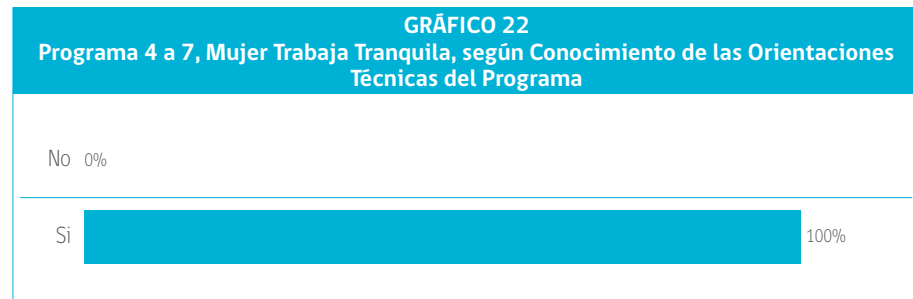 GRÁFICO 22
Programa 4 a 7, Mujer Trabaja Tranquila, según Conocimiento de las Orientaciones
Técnicas del Programa
No 0%
Si 100%